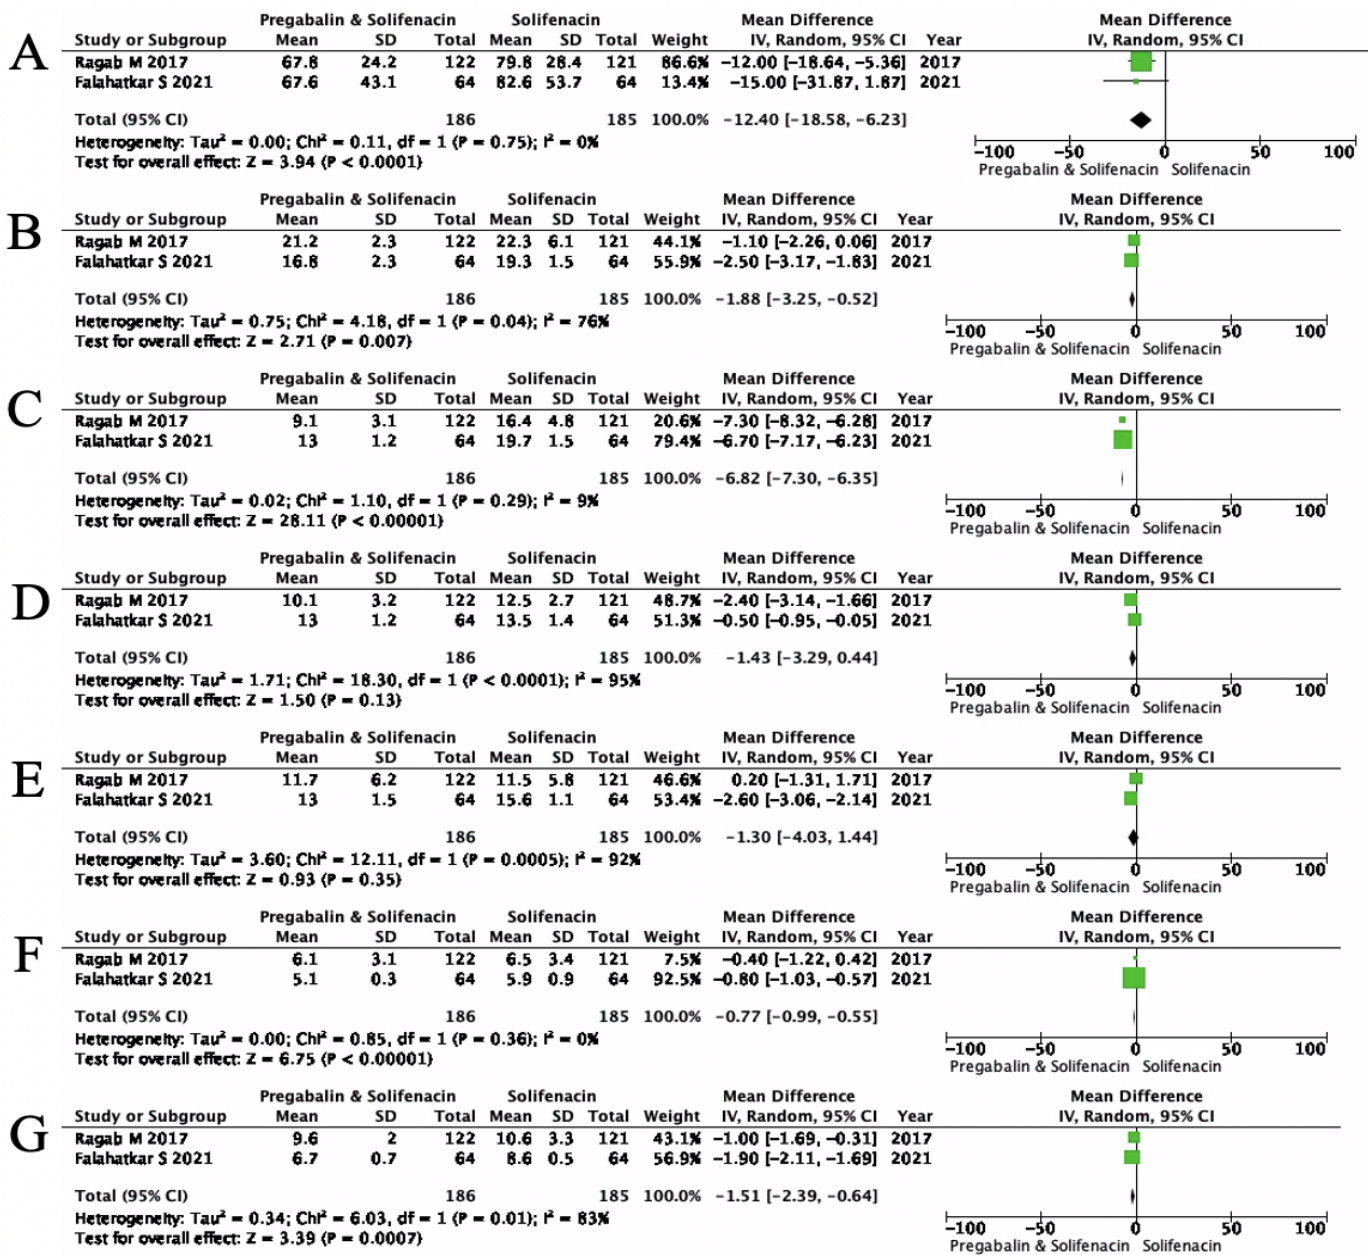 A
Pregabalin & Solifenacin Solifenacin Mean Difference Mean Difference
Study or Subgroup Mean SD Total Mean SD Total Weight IV, Random, 95% CI Year IV, Random, 95% CI
Ragab M 2017 67.8 24.2 122 79.8 28.4 121 86.6% −12.00 [−18.64, −5.36] 2017
Falahatkar S 2021 67.6 43.1 64 82.6 53.7 64 13.4% −15.00 [−31.87, 1.87] 2021
Total (95% CI) 186 185 100.0% −12.40 [−18.58, −6.23]
Heterogeneity: Tau² = 0.00; Chi² = 0.11, df = 1 (P = 0.75); I² = 0%
Test for overall effect: Z = 3.94 (P < 0.0001)
−100 −50 0 50 100
Pregabalin & Solifenacin Solifenacin
B
Pregabalin & Solifenacin Solifenacin Mean Difference Mean Difference
Study or Subgroup Mean SD Total Mean SD Total Weight IV, Random, 95% CI Year IV, Random, 95% CI
Ragab M 2017 21.2 2.3 122 22.3 6.1 121 44.1% −1.10 [−2.26, 0.06] 2017
Falahatkar S 2021 16.8 2.3 64 19.3 1.5 64 55.9% −2.50 [−3.17, −1.83] 2021
Total (95% CI) 186 185 100.0% −1.88 [−3.25, −0.52]
Heterogeneity: Tau² = 0.75; Chi² = 4.18, df = 1 (P = 0.04); I² = 76%
Test for overall effect: Z = 2.71 (P = 0.007)
−100 −50 0 50 100
Pregabalin & Solifenacin Solifenacin
C
Pregabalin & Solifenacin Solifenacin Mean Difference Mean Difference
Study or Subgroup Mean SD Total Mean SD Total Weight IV, Random, 95% CI Year IV, Random, 95% CI
Ragab M 2017 9.1 3.1 122 16.4 4.8 121 20.6% −7.30 [−8.32, −6.28] 2017
Falahatkar S 2021 13 1.2 64 19.7 1.5 64 79.4% −6.70 [−7.17, −6.23] 2021
Total (95% CI) 186 185 100.0% −6.82 [−7.30, −6.35]
Heterogeneity: Tau² = 0.02; Chi² = 1.10, df = 1 (P = 0.29); I² = 9%
Test for overall effect: Z = 28.11 (P < 0.00001)
−100 −50 0 50 100
Pregabalin & Solifenacin Solifenacin
D
Pregabalin & Solifenacin Solifenacin Mean Difference Mean Difference
Study or Subgroup Mean SD Total Mean SD Total Weight IV, Random, 95% CI Year IV, Random, 95% CI
Ragab M 2017 10.1 3.2 122 12.5 2.7 121 48.7% −2.40 [−3.14, −1.66] 2017
Falahatkar S 2021 13 1.2 64 13.5 1.4 64 51.3% −0.50 [−0.95, −0.05] 2021
Total (95% CI) 186 185 100.0% −1.43 [−3.29, 0.44]
Heterogeneity: Tau² = 1.71; Chi² = 18.30, df = 1 (P < 0.0001); I² = 95%
Test for overall effect: Z = 1.50 (P = 0.13)
−100 −50 0 50 100
Pregabalin & Solifenacin Solifenacin
E
Pregabalin & Solifenacin Solifenacin Mean Difference Mean Difference
Study or Subgroup Mean SD Total Mean SD Total Weight IV, Random, 95% CI Year IV, Random, 95% CI
Ragab M 2017 11.7 6.2 122 11.5 5.8 121 46.6% 0.20 [−1.31, 1.71] 2017
Falahatkar S 2021 13 1.5 64 15.6 1.1 64 53.4% −2.60 [−3.06, −2.14] 2021
Total (95% CI) 186 185 100.0% −1.30 [−4.03, 1.44]
Heterogeneity: Tau² = 3.60; Chi² = 12.11, df = 1 (P = 0.0005); I² = 92%
Test for overall effect: Z = 0.93 (P = 0.35)
−100 −50 0 50 100
Pregabalin & Solifenacin Solifenacin
F
Pregabalin & Solifenacin Solifenacin Mean Difference Mean Difference
Study or Subgroup Mean SD Total Mean SD Total Weight IV, Random, 95% CI Year IV, Random, 95% CI
Ragab M 2017 6.1 3.1 122 6.5 3.4 121 7.5% −0.40 [−1.22, 0.42] 2017
Falahatkar S 2021 5.1 0.3 64 5.9 0.9 64 92.5% −0.80 [−1.03, −0.57] 2021
Total (95% CI) 186 185 100.0% −0.77 [−0.99, −0.55]
Heterogeneity: Tau² = 0.00; Chi² = 0.85, df = 1 (P = 0.36); I² = 0%
Test for overall effect: Z = 6.75 (P < 0.00001)
−100 −50 0 50 100
Pregabalin & Solifenacin Solifenacin
G
Pregabalin & Solifenacin Solifenacin Mean Difference Mean Difference
Study or Subgroup Mean SD Total Mean SD Total Weight IV, Random, 95% CI Year IV, Random, 95% CI
Ragab M 2017 9.6 2 122 10.6 3.3 121 43.1% −1.00 [−1.69, −0.31] 2017
Falahatkar S 2021 6.7 0.7 64 8.6 0.5 64 56.9% −1.90 [−2.11, −1.69] 2021
Total (95% CI) 186 185 100.0% −1.51 [−2.39, −0.64]
Heterogeneity: Tau² = 0.34; Chi² = 6.03, df = 1 (P = 0.01); I² = 83%
Test for overall effect: Z = 3.39 (P = 0.0007)
−100 −50 0 50 100
Pregabalin & Solifenacin Solifenacin